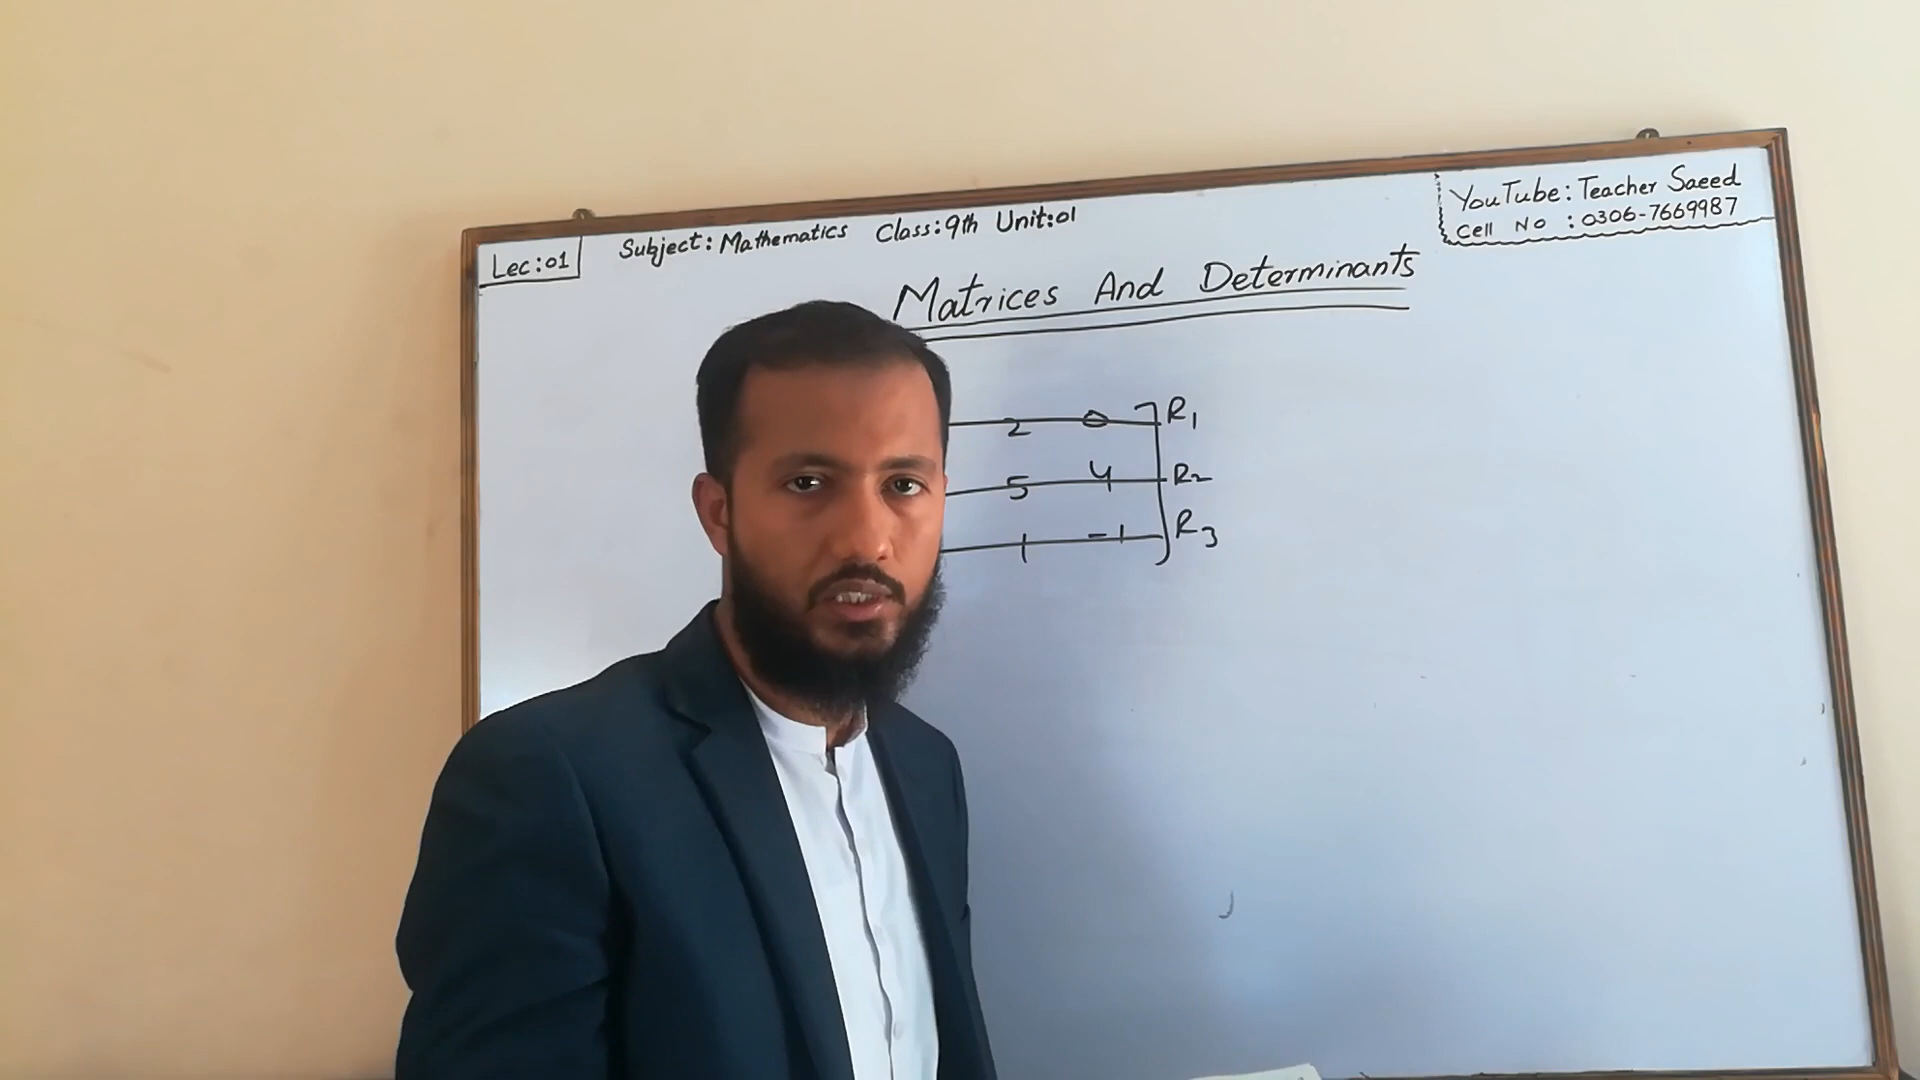 Lec:01
Subject: Mathematics Class:9th Unit:01
YouTube: Teacher Saeed
Cell No : 0306-7669987
Matrices And Determinants
2 0 R1
5 4 R2
1 -1 R3